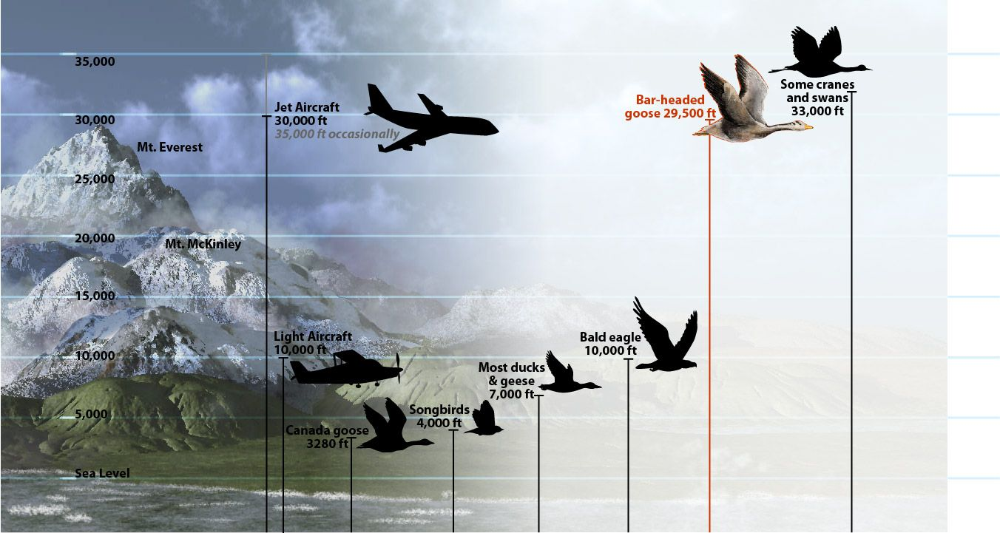 35,000
30,000
Mt. Everest
25,000
20,000
Mt. McKinley
15,000
10,000
5,000
Sea Level
Jet Aircraft
30,000 ft
35,000 ft occasionally
Light Aircraft
10,000 ft
Canada goose
3280 ft
Songbirds
4,000 ft
Most ducks
& geese
7,000 ft
Bald eagle
10,000 ft
Bar-headed
goose 29,500 ft
Some cranes
and swans
33,000 ft